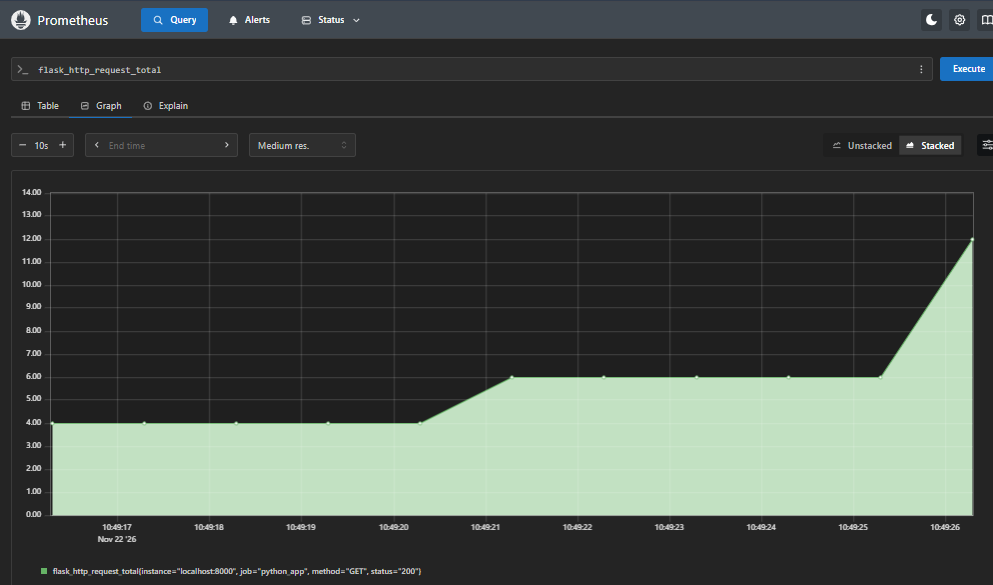 Prometheus Query Alerts Status
>_ flask_http_request_total Execute
Table Graph Explain
− 10s + < End time > Medium res. Unstacked Stacked
14.00
13.00
12.00
11.00
10.00
9.00
8.00
7.00
6.00
5.00
4.00
3.00
2.00
1.00
0.00
10:49:17 10:49:18 10:49:19 10:49:20 10:49:21 10:49:22 10:49:23 10:49:24 10:49:25 10:49:26
Nov 22 '26
flask_http_request_total{instance="localhost:8000", job="python_app", method="GET", status="200"}